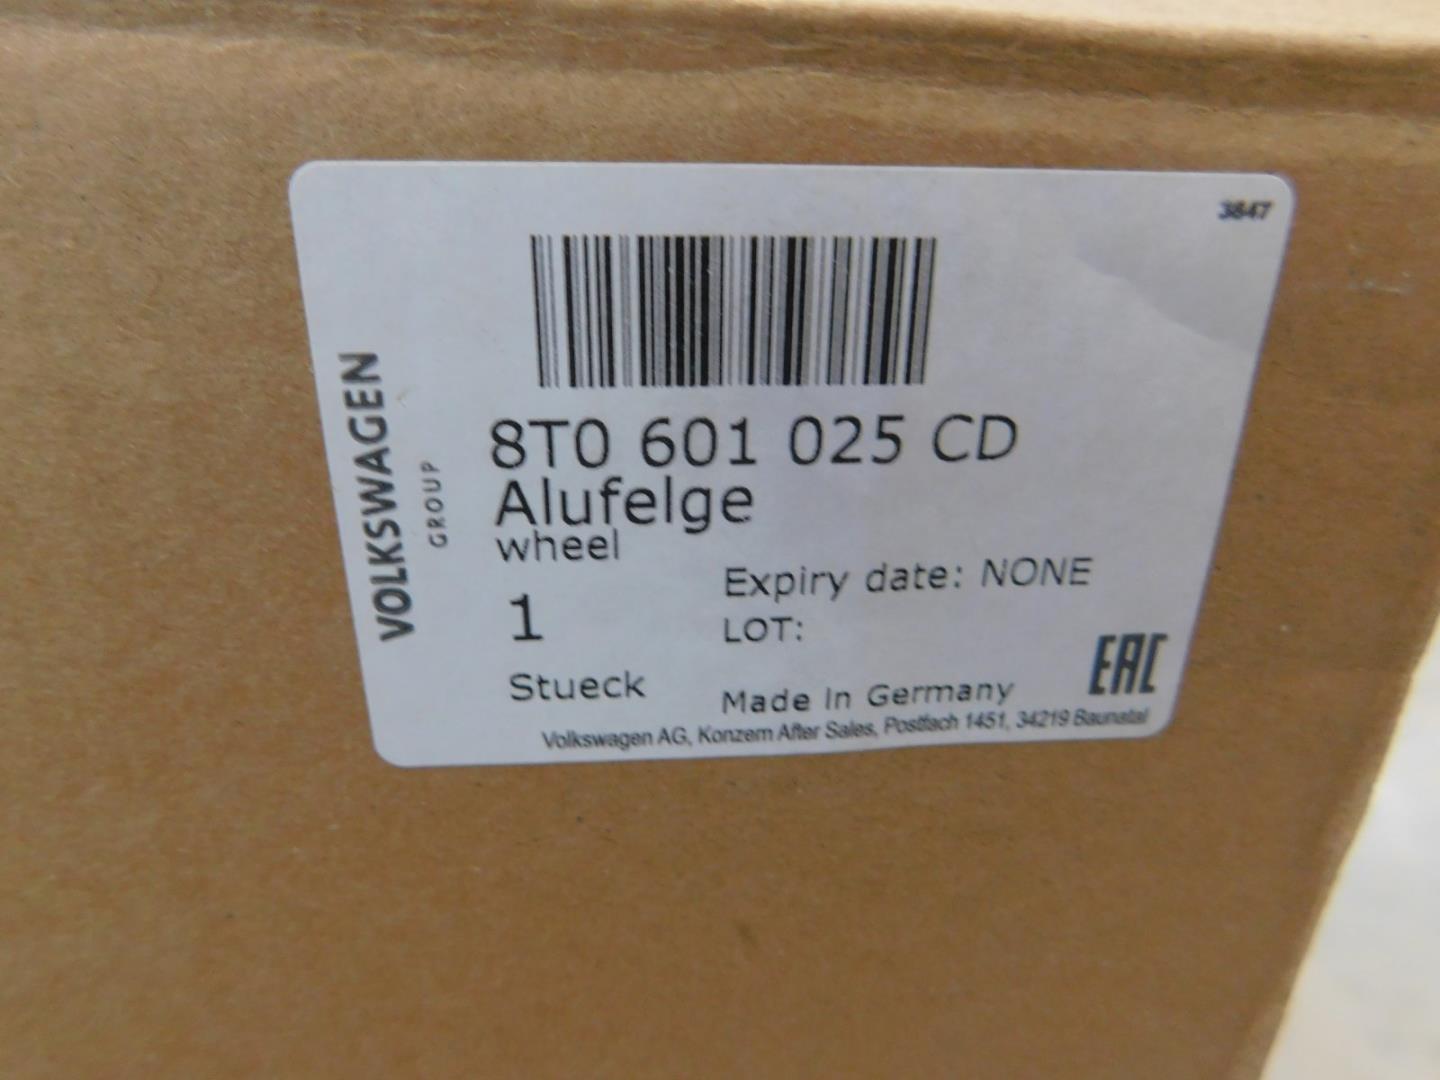 3847
8T0 601 025 CD
Alufelge
wheel
1
Stueck
Expiry date: NONE
LOT:
Made in Germany
EAC
Volkswagen AG, Konzern After Sales, Postfach 1451, 34219 Baunatal
VOLKSWAGEN
GROUP